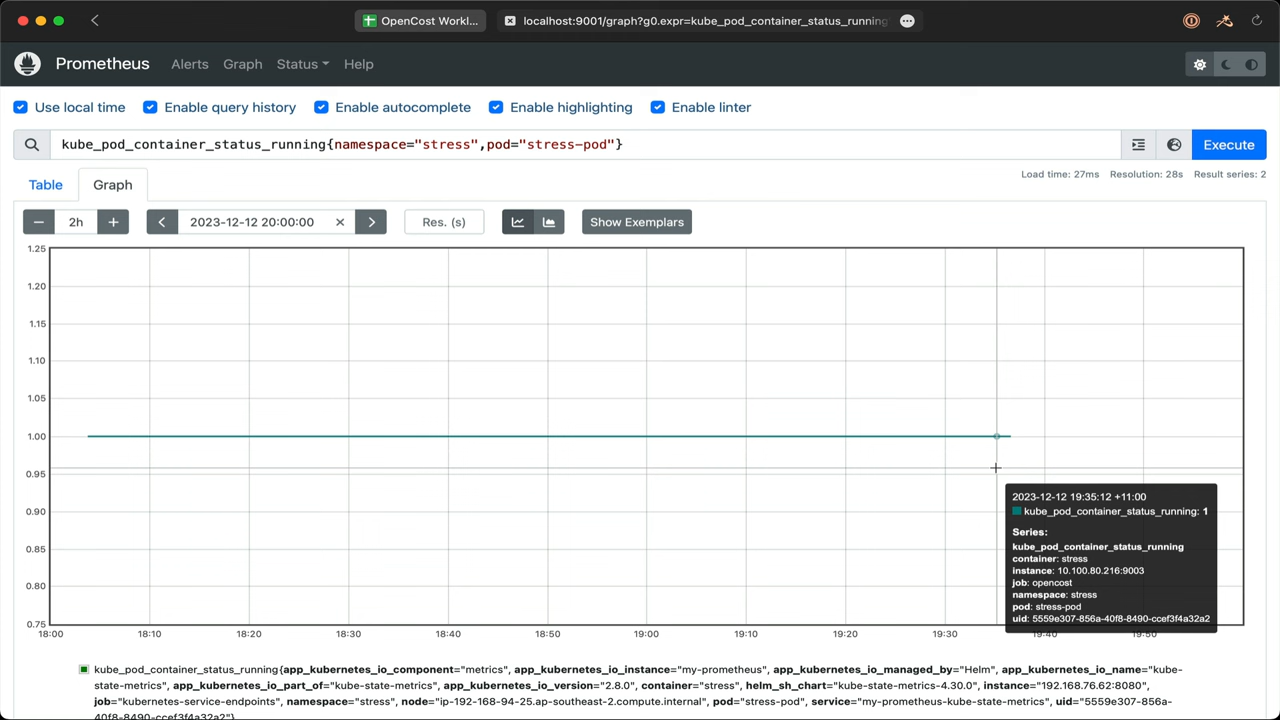 OpenCost Workl...
localhost:9001/graph?g0.expr=kube_pod_container_status_running
Prometheus
Alerts
Graph
Status
Help
Use local time
Enable query history
Enable autocomplete
Enable highlighting
Enable linter
kube_pod_container_status_running{namespace="stress",pod="stress-pod"}
Execute
Load time: 27ms Resolution: 28s Result series: 2
Table
Graph
2h
2023-12-12 20:00:00
Res. (s)
Show Exemplars
1.25
1.20
1.15
1.10
1.05
1.00
0.95
0.90
0.85
0.80
0.75
2023-12-12 19:35:12 +11:00
kube_pod_container_status_running: 1
Series:
kube_pod_container_status_running
container: stress
instance: 10.100.80.216:9003
job: opencost
namespace: stress
pod: stress-pod
uid: 5559e307-856a-40f8-8490-ccef3f4a32a2
18:00 18:10 18:20 18:30 18:40 18:50 19:00 19:10 19:20 19:30 19:40 19:50
kube_pod_container_status_running{app_kubernetes_io_component="metrics", app_kubernetes_io_instance="my-prometheus", app_kubernetes_io_managed_by="Helm", app_kubernetes_io_name="kube-
state-metrics", app_kubernetes_io_part_of="kube-state-metrics", app_kubernetes_io_version="2.8.0", container="stress", helm_sh_chart="kube-state-metrics-4.30.0", instance="192.168.76.62:8080",
job="kubernetes-service-endpoints", namespace="stress", node="ip-192-168-94-25.ap-southeast-2.compute.internal", pod="stress-pod", service="my-prometheus-kube-state-metrics", uid="5559e307-856a-
40f8-8490-ccef3f4a32a2"}